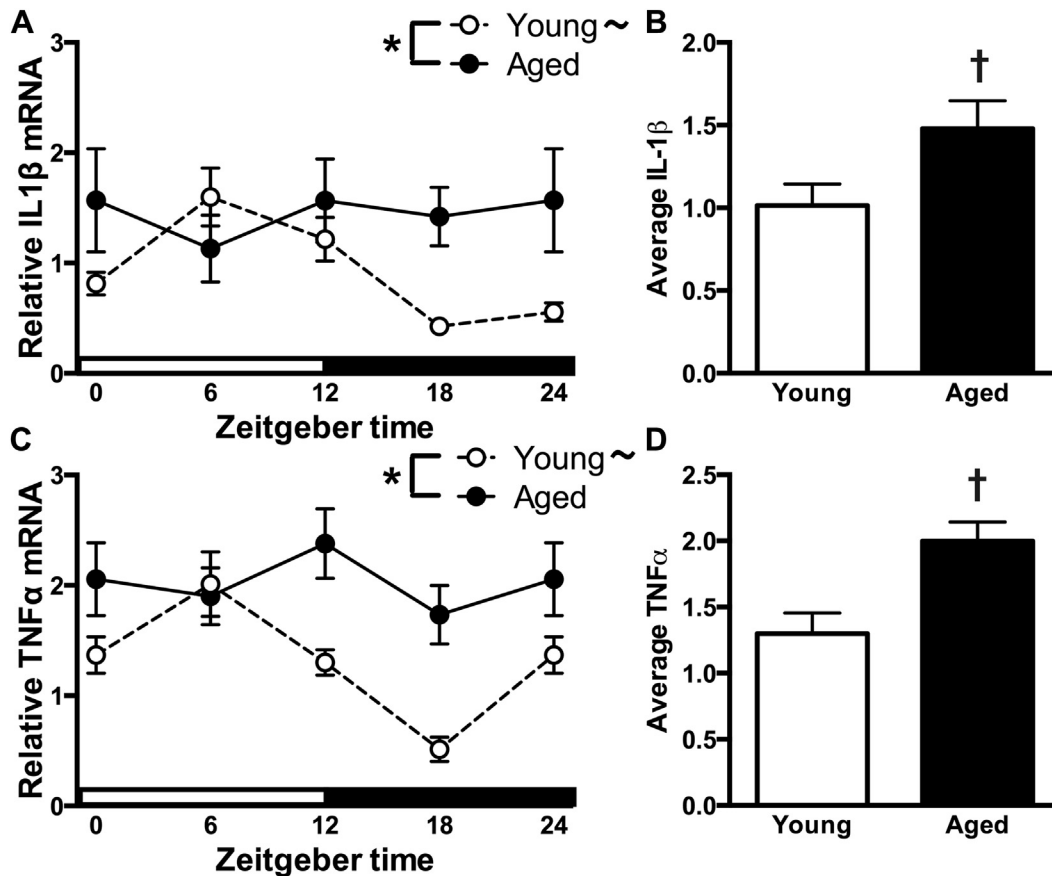 A
3
2
1
0
Relative IL1β mRNA
* Young ~
Aged
0 6 12 18 24
Zeitgeber time
B
2.0
1.5
1.0
0.5
0.0
Average IL-1β
†
Young Aged
C
3
2
1
0
Relative TNFα mRNA
* Young ~
Aged
0 6 12 18 24
Zeitgeber time
D
2.5
2.0
1.5
1.0
0.5
0.0
Average TNFα
†
Young Aged